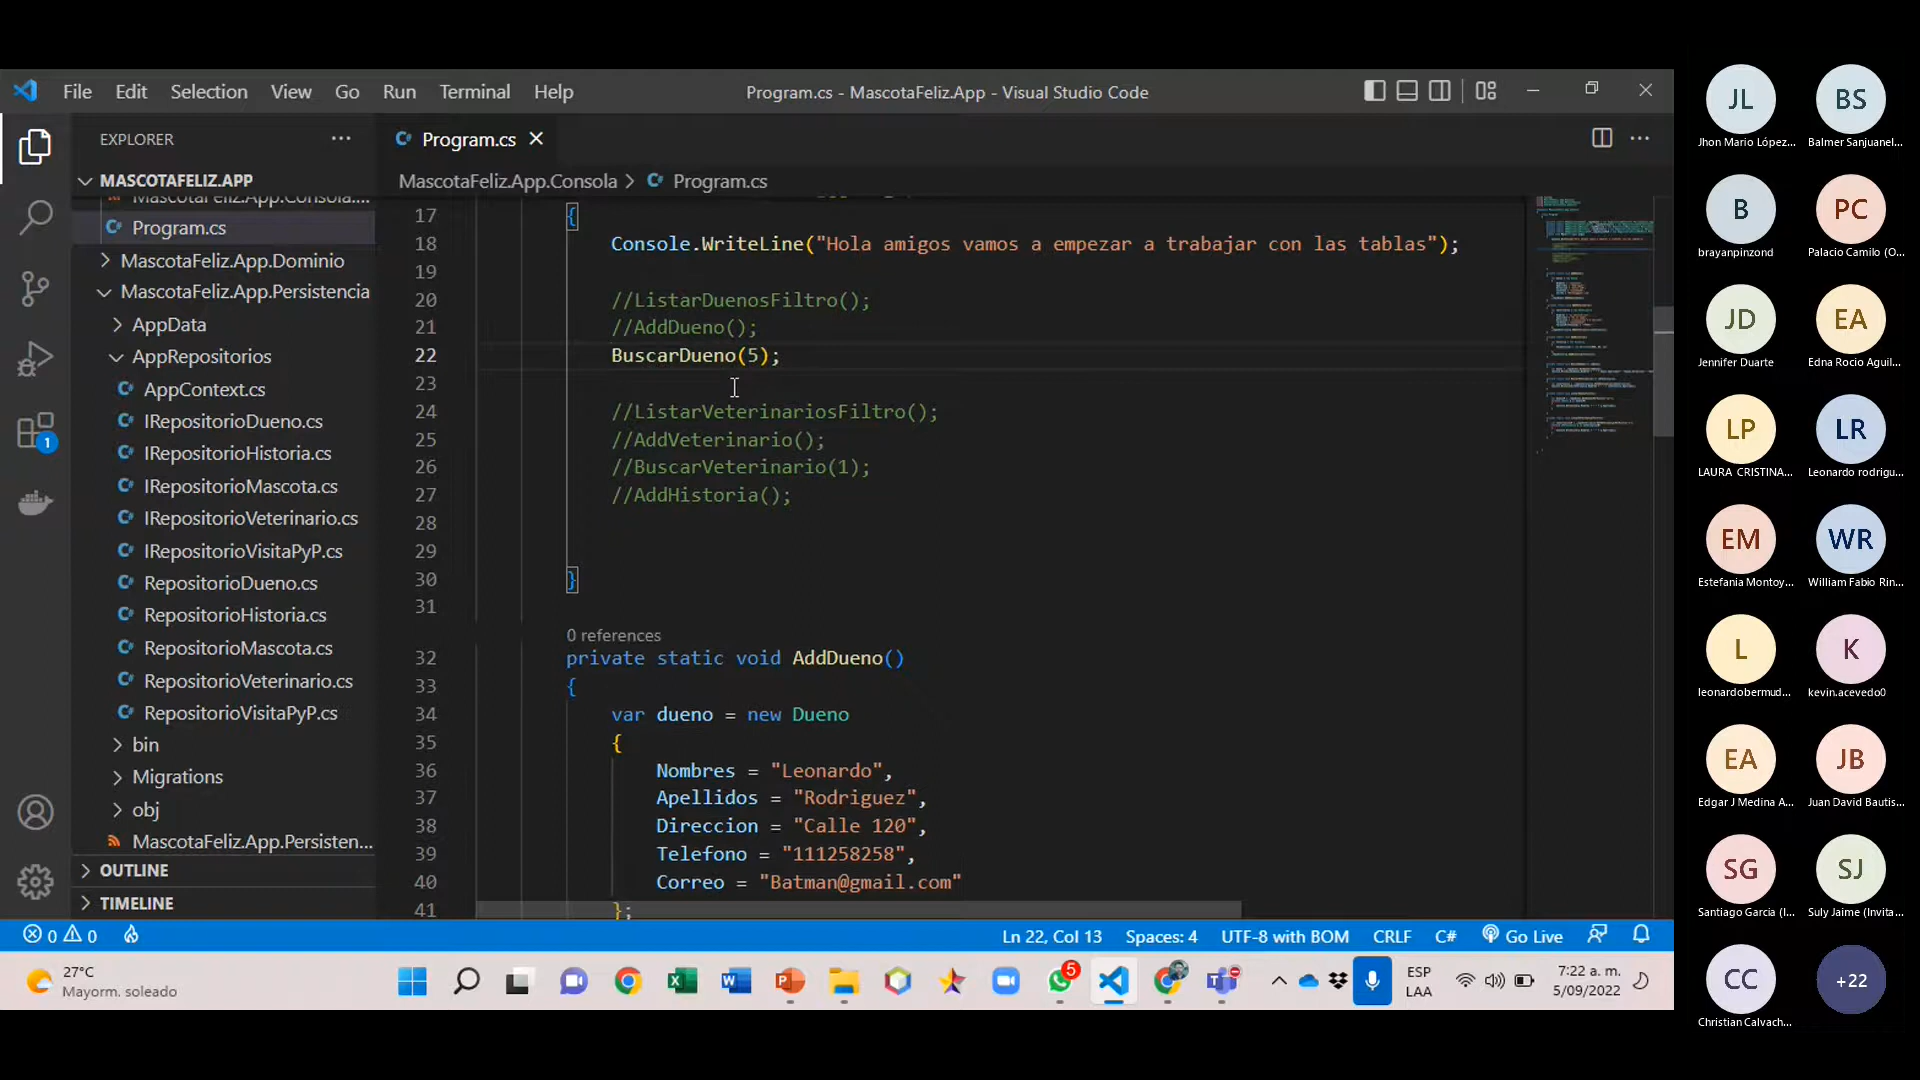 File Edit Selection View Go Run Terminal Help
Program.cs - MascotaFeliz.App - Visual Studio Code
EXPLORER
Program.cs
MASCOTAFELIZ.APP
MascotaFeliz.App.Consola > Program.cs
MascotaFeliz.App.Consola....
Program.cs
MascotaFeliz.App.Dominio
MascotaFeliz.App.Persistencia
AppData
AppRepositorios
AppContext.cs
IRepositorioDueno.cs
IRepositorioHistoria.cs
IRepositorioMascota.cs
IRepositorioVeterinario.cs
IRepositorioVisitaPyP.cs
RepositorioDueno.cs
RepositorioHistoria.cs
RepositorioMascota.cs
RepositorioVeterinario.cs
RepositorioVisitaPyP.cs
bin
Migrations
obj
MascotaFeliz.App.Persisten...
OUTLINE
TIMELINE
1
17 {
18 Console.WriteLine("Hola amigos vamos a empezar a trabajar con las tablas");
19
20 //ListarDuenosFiltro();
21 //AddDueno();
22 BuscarDueno(5);
23
24 //ListarVeterinariosFiltro();
25 //AddVeterinario();
26 //BuscarVeterinario(1);
27 //AddHistoria();
28
29
30 }
31
0 references
32 private static void AddDueno()
33 {
34 var dueno = new Dueno
35 {
36 Nombres = "Leonardo",
37 Apellidos = "Rodriguez",
38 Direccion = "Calle 120",
39 Telefono = "111258258",
40 Correo = "Batman@gmail.com"
41 };
0 0
Ln 22, Col 13 Spaces: 4 UTF-8 with BOM CRLF C# Go Live
27°C
Mayorm. soleado
5
ESP
LAA
7:22 a. m.
5/09/2022
JL BS
Jhon Mario López... Balmer Sanjuanel...
B PC
brayanpinzond Palacio Camilo (O...
JD EA
Jennifer Duarte Edna Rocio Aguil...
LP LR
LAURA CRISTINA... Leonardo rodrigu...
EM WR
Estefania Montoy... William Fabio Rin...
L K
leonardobermud... kevin.acevedo0
EA JB
Edgar J Medina A... Juan David Bautis...
SG SJ
Santiago Garcia (I... Suly Jaime (Invita...
CC +22
Christian Calvach...